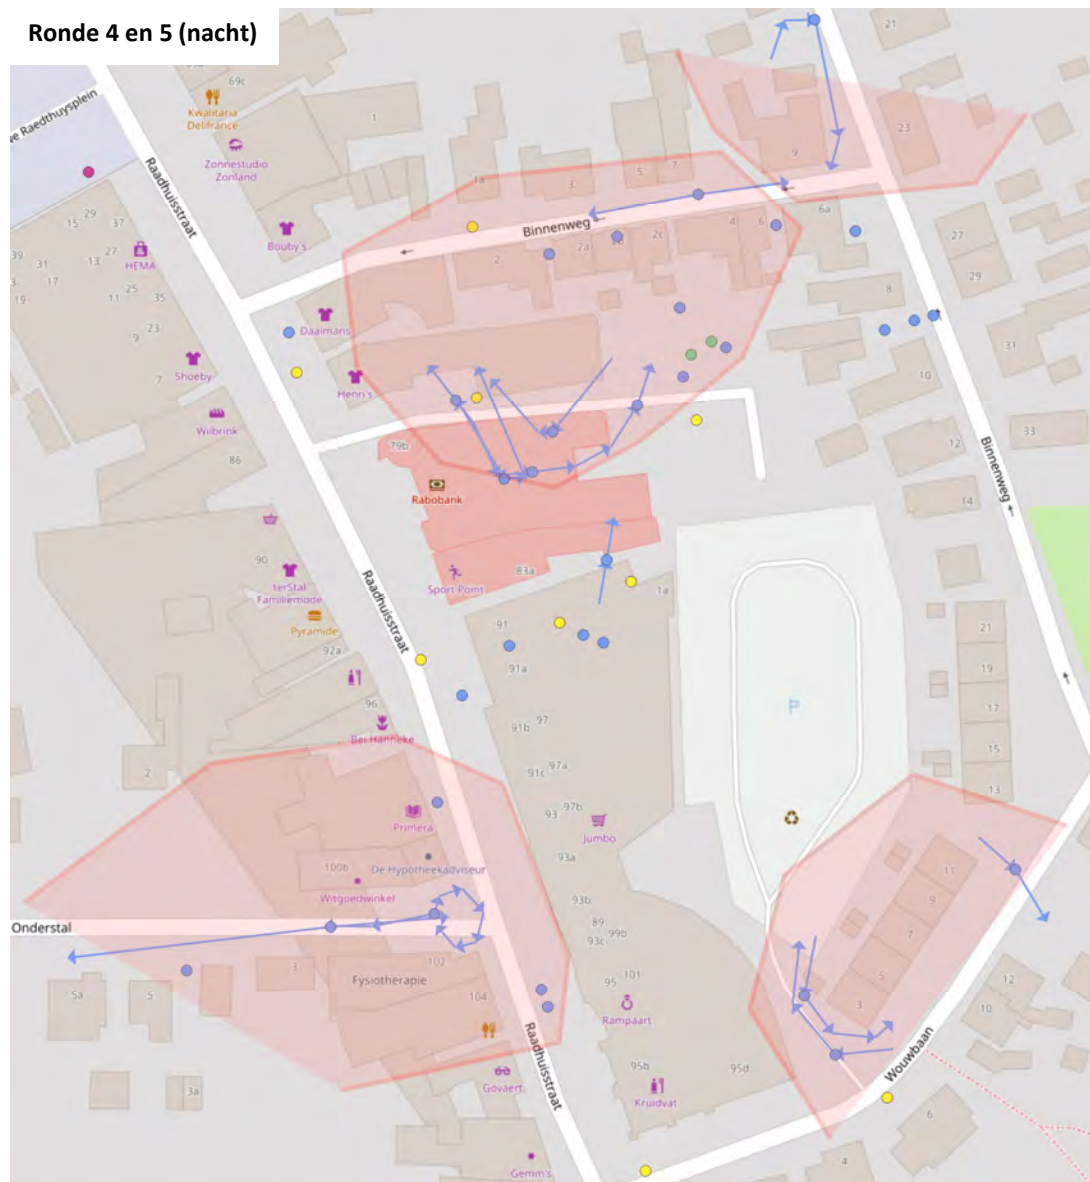 Ronde 4 en 5 (nacht)
69c
21
Kwalitaria
Delifrance
1
ve Raedthuysplein
Zonnestudio
Zonland
Raadhuisstraat
23
9
7
5
3
1a
15
29
37
Bouby's
Binnenweg
4
6
6a
39
31
13
27
HEMA
2
2a
2c
27
17
11
25
35
29
19
23
9
8
Daalmans
31
7
Shoeby
Henri's
10
Wilbrink
33
12
79b
86
Binnenweg
Rabobank
14
90
terStal
Familiemode
Sport Point
83a
1a
Raadhuisstraat
Pyramide
91
21
92a
91a
19
96
97
P
17
Bei Hanneke
91b
97a
15
2
91c
13
97b
Primera
93
Jumbo
100b
De Hypotheekadviseur
93a
11
Witgoedwinkel
93b
9
Onderstal
89
99b
93c
7
102
3
Fysiotherapie
95
101
5
12
5a
5
104
Rampaart
3
10
Raadhuisstraat
Wouwbaan
Govaert
95b
95d
3a
Kruidvat
6
Gemm's
4